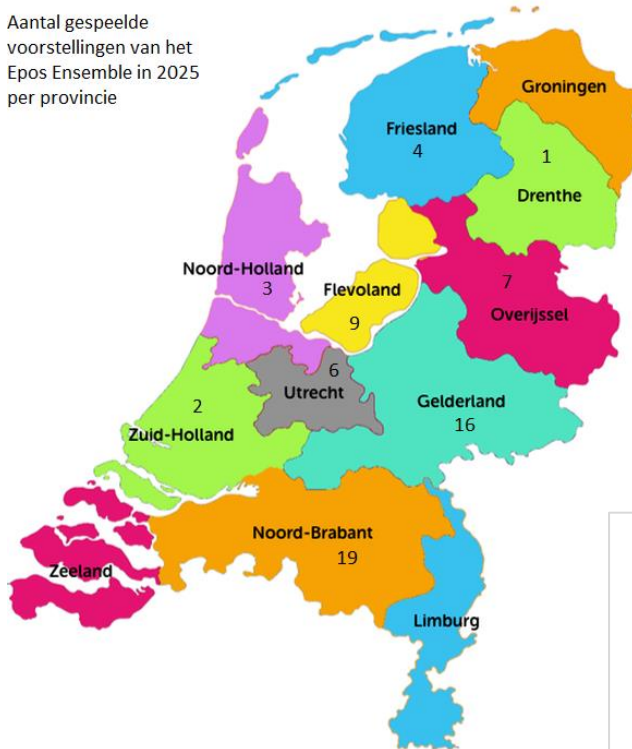 Aantal gespeelde
voorstellingen van het
Epos Ensemble in 2025
per provincie
Groningen
Friesland
4
1
Drenthe
Noord-Holland
3
Flevoland
9
7
Overijssel
6
Utrecht
Gelderland
16
2
Zuid-Holland
Noord-Brabant
19
Zeeland
Limburg